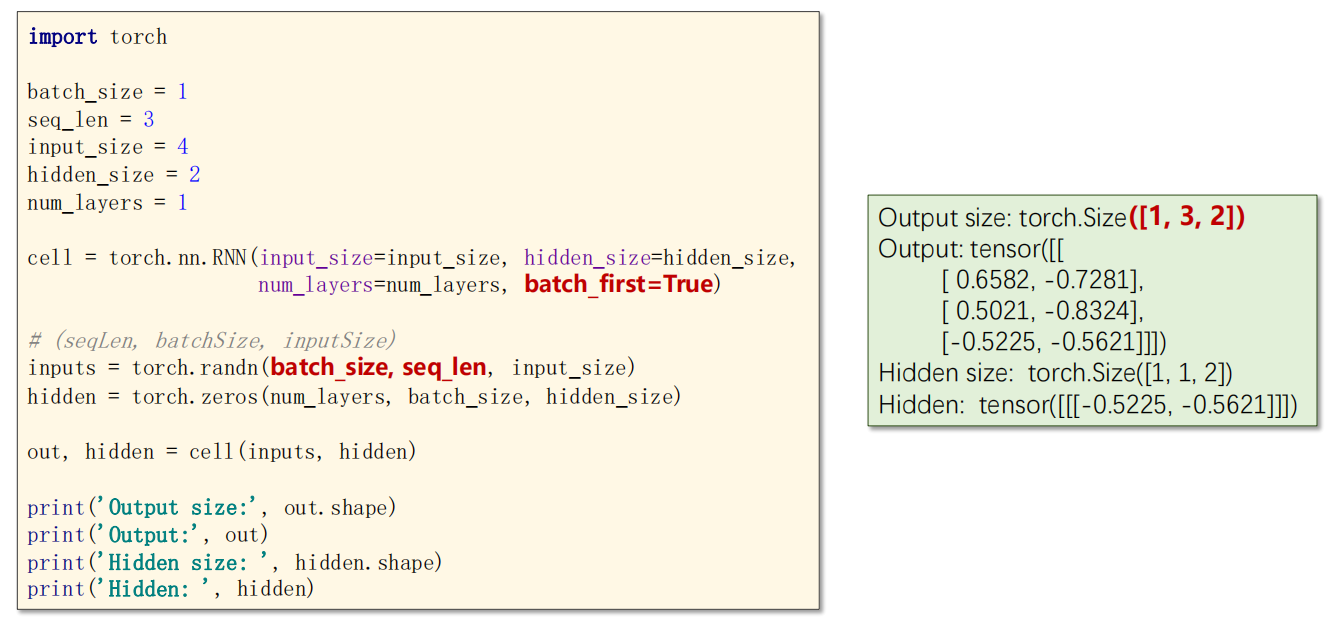 import torch
batch_size = 1
seq_len = 3
input_size = 4
hidden_size = 2
num_layers = 1
cell = torch.nn.RNN(input_size=input_size, hidden_size=hidden_size,
num_layers=num_layers, batch_first=True)
# (seqLen, batchSize, inputSize)
inputs = torch.randn(batch_size, seq_len, input_size)
hidden = torch.zeros(num_layers, batch_size, hidden_size)
out, hidden = cell(inputs, hidden)
print('Output size:', out.shape)
print('Output:', out)
print('Hidden size: ', hidden.shape)
print('Hidden: ', hidden)
Output size: torch.Size([1, 3, 2])
Output: tensor([[
[ 0.6582, -0.7281],
[ 0.5021, -0.8324],
[-0.5225, -0.5621]]])
Hidden size: torch.Size([1, 1, 2])
Hidden: tensor([[[-0.5225, -0.5621]]])